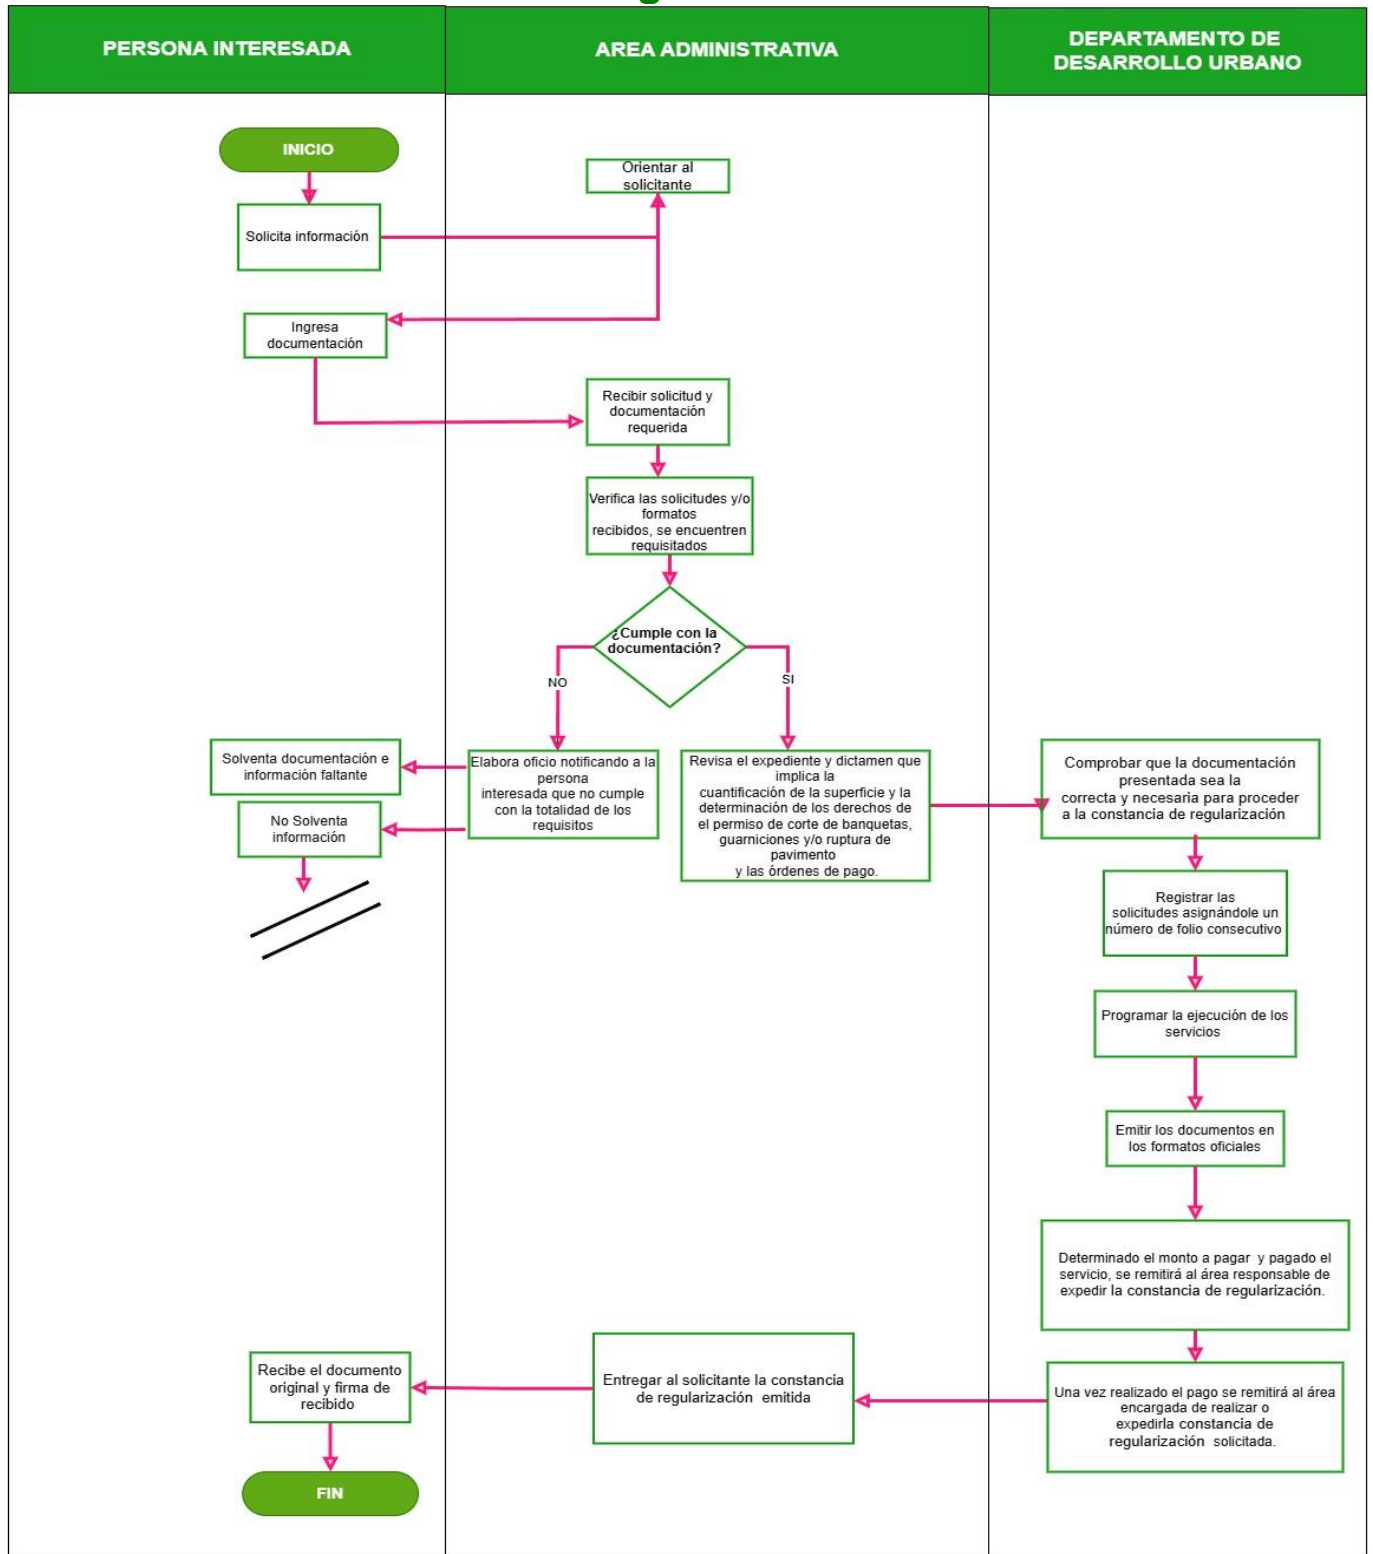 PERSONA INTERESADA
AREA ADMINISTRATIVA
DEPARTAMENTO DE
DESARROLLO URBANO
INICIO
Orientar al
solicitante
Solicita información
Ingresa
documentación
Recibir solicitud y
documentación
requerida
Verifica las solicitudes y/o
formatos
recibidos, se encuentren
requisitados
¿Cumple con la
documentación?
NO
SI
Solventa documentación e
información faltante
No Solventa
información
Elabora oficio notificando a la
persona
interesada que no cumple
con la totalidad de los
requisitos
Revisa el expediente y dictamen que
implica la
cuantificación de la superficie y la
determinación de los derechos de
el permiso de corte de banquetas,
guarniciones y/o ruptura de
pavimento
y las órdenes de pago.
Comprobar que la documentación
presentada sea la
correcta y necesaria para proceder
a la constancia de regularización
Registrar las
solicitudes asignándole un
número de folio consecutivo
Programar la ejecución de los
servicios
Emitir los documentos en
los formatos oficiales
Determinado el monto a pagar y pagado el
servicio, se remitirá al área responsable de
expedir la constancia de regularización.
Una vez realizado el pago se remitirá al área
encargada de realizar o
expedirla constancia de
regularización solicitada.
Entregar al solicitante la constancia
de regularización emitida
Recibe el documento
original y firma de
recibido
FIN